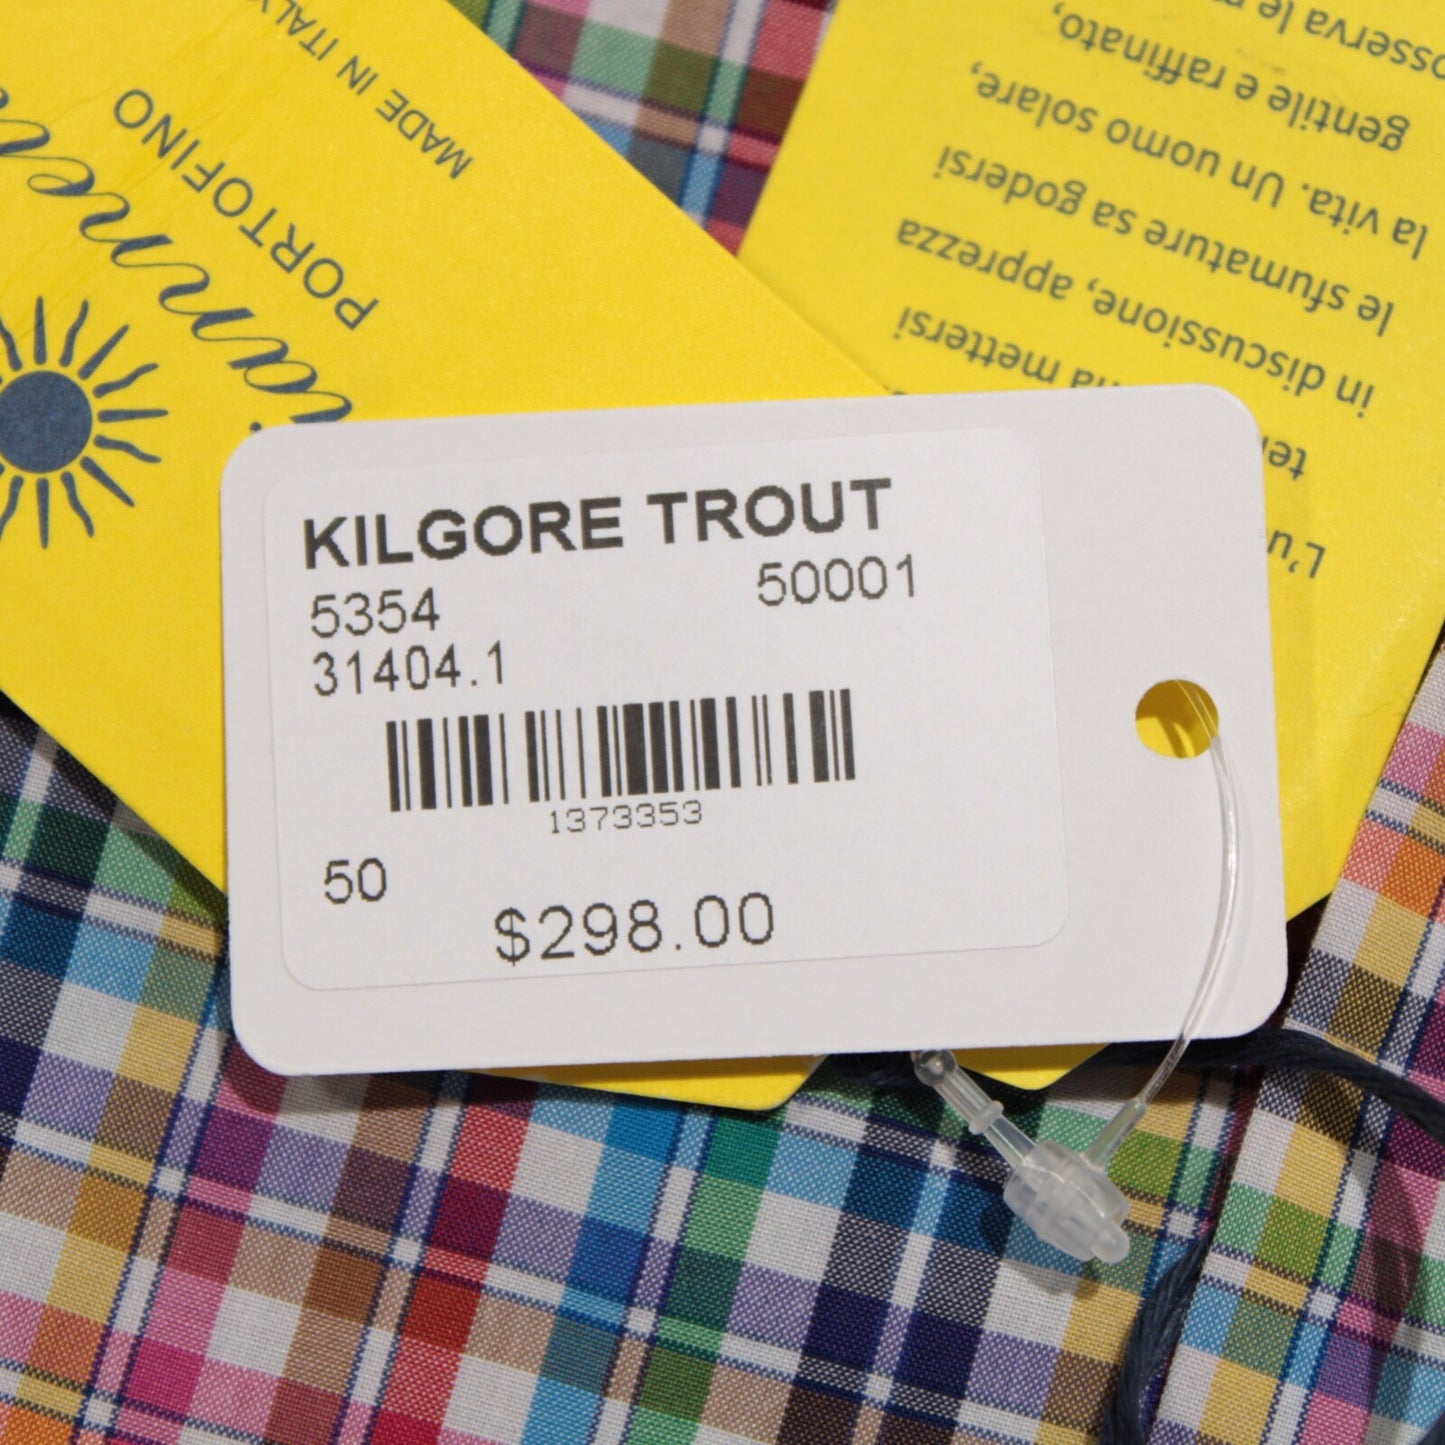 KILGORE TROUT
5354 50001
31404.1
1373353
50
$298.00
PORTOFINO
MADE IN ITALY
L'u
mettersi
in discussione, apprezza
le sfumature sa godersi
la vita. Un uomo solare,
gentile e raffinato,
osserva le